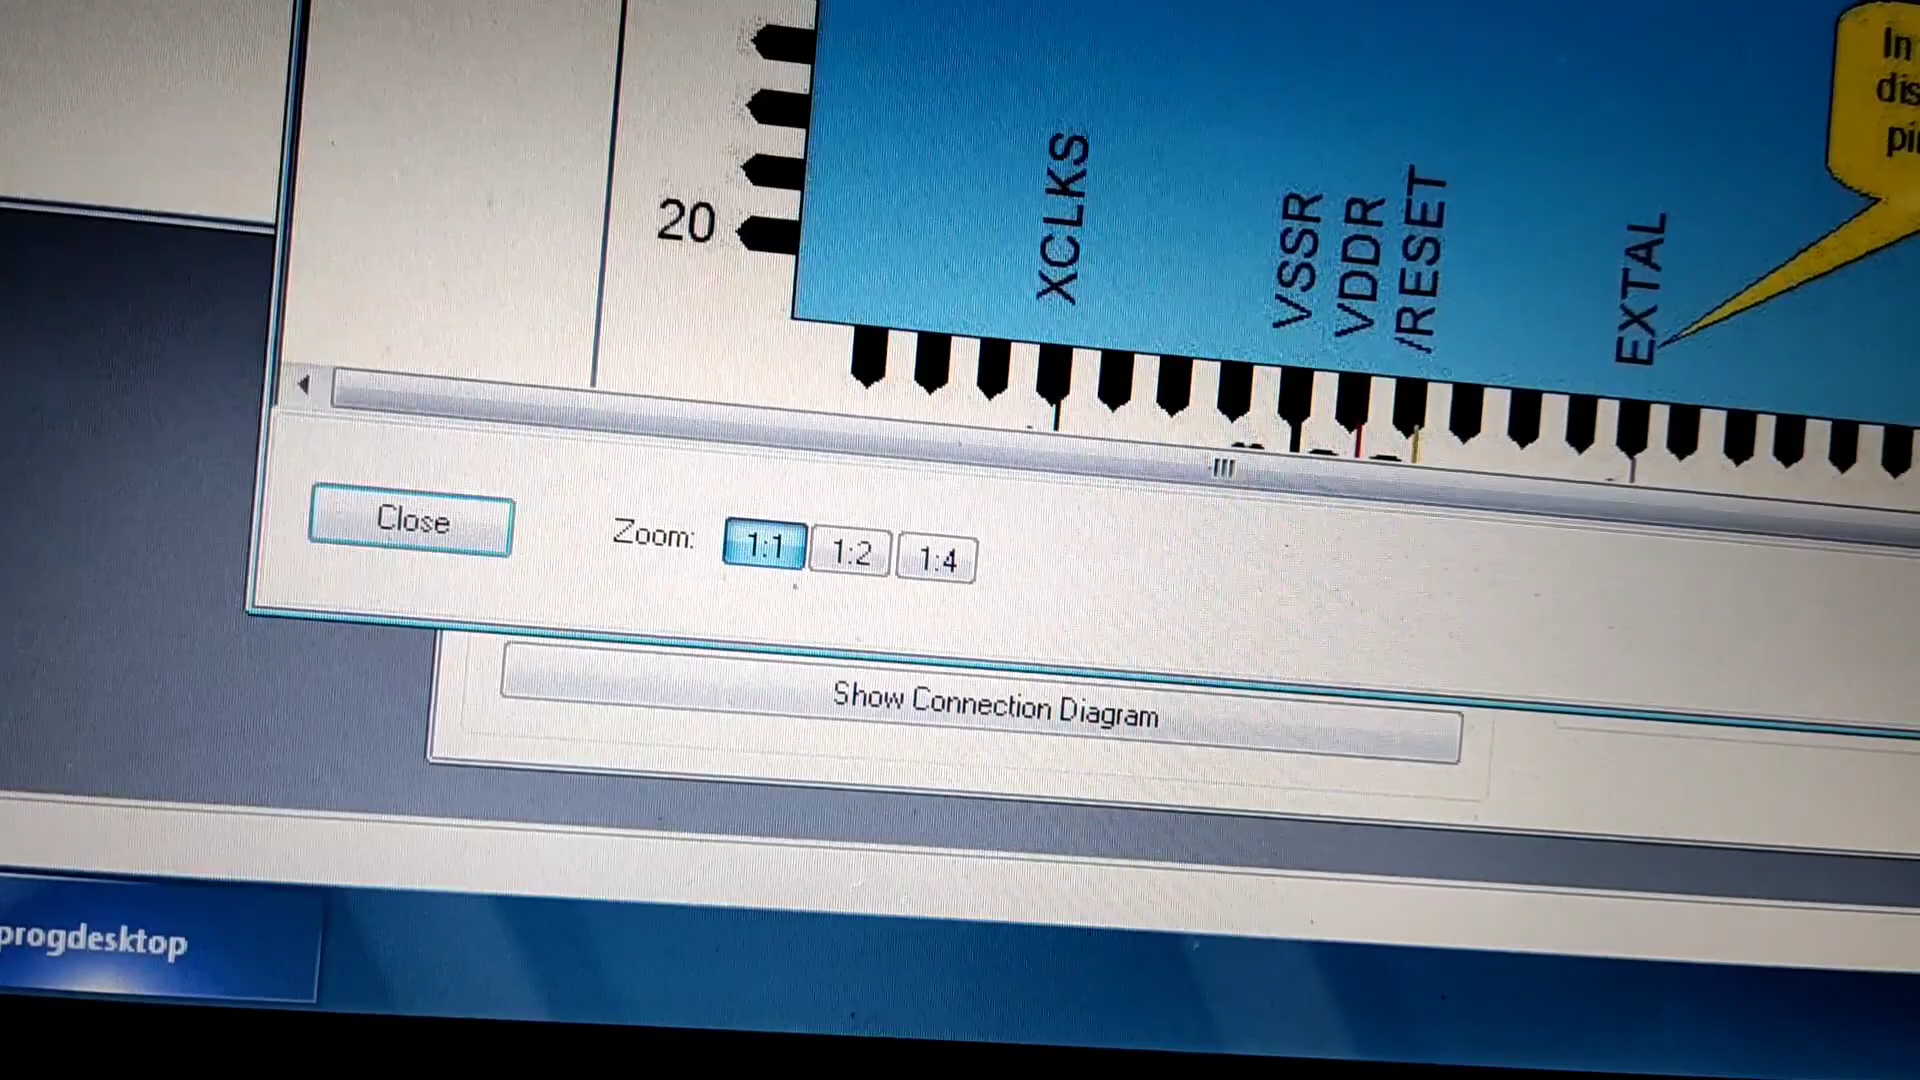 In
dis
pi
20
XCLKS
VSSR
VDDR
/RESET
EXTAL
Close
Zoom:
1:1
1:2
1:4
Show Connection Diagram
progdesktop